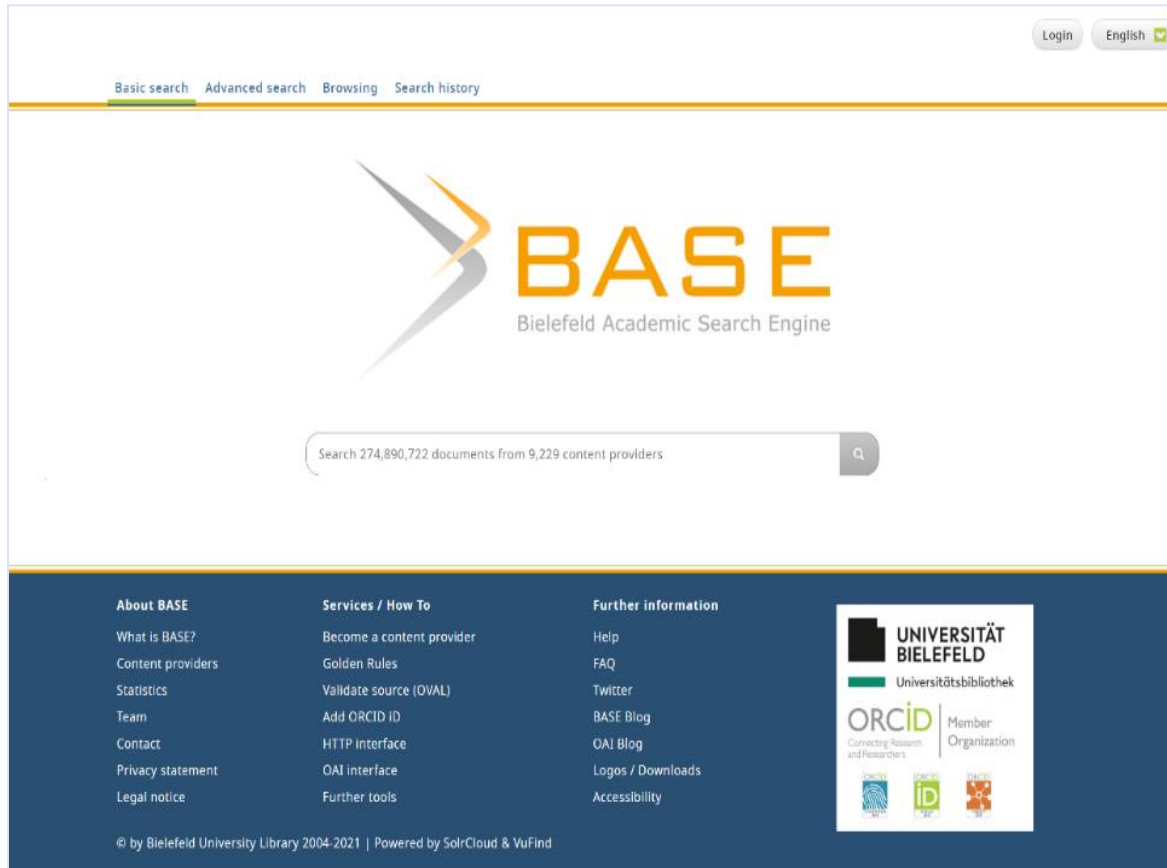 Login English
Basic search Advanced search Browsing Search history
BASE
Bielefeld Academic Search Engine
Search 274,890,722 documents from 9,229 content providers
About BASE
What is BASE?
Content providers
Statistics
Team
Contact
Privacy statement
Legal notice
Services / How To
Become a content provider
Golden Rules
Validate source (OVAL)
Add ORCID iD
HTTP interface
OAI interface
Further tools
Further information
Help
FAQ
Twitter
BASE Blog
OAI Blog
Logos / Downloads
Accessibility
UNIVERSITÄT
BIELEFELD
Universitätsbibliothek
ORCiD
Connecting Research
and Researchers
Member
Organization
ORCID ORCID ORCID
iD
© by Bielefeld University Library 2004-2021 | Powered by SolrCloud & VuFind